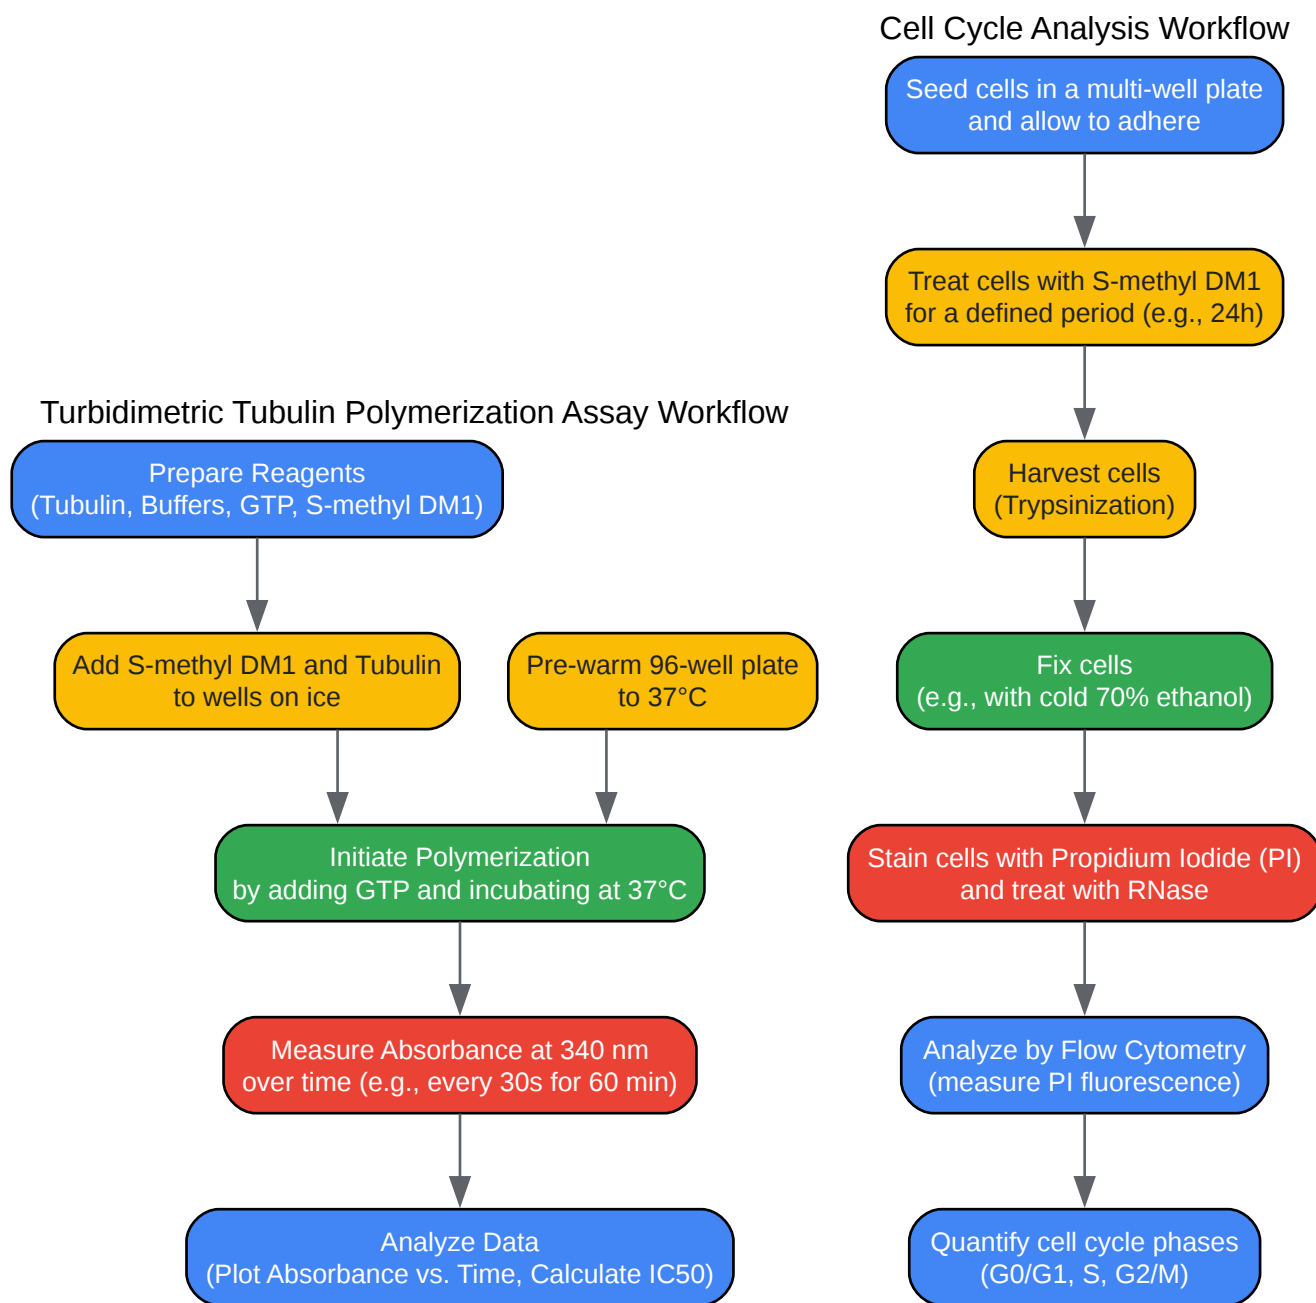 Cell Cycle Analysis Workflow
Seed cells in a multi-well plate
and allow to adhere
Treat cells with S-methyl DM1
for a defined period (e.g., 24h)
Harvest cells
(Trypsinization)
Fix cells
(e.g., with cold 70% ethanol)
Stain cells with Propidium Iodide (PI)
and treat with RNase
Analyze by Flow Cytometry
(measure PI fluorescence)
Quantify cell cycle phases
(G0/G1, S, G2/M)
Turbidimetric Tubulin Polymerization Assay Workflow
Prepare Reagents
(Tubulin, Buffers, GTP, S-methyl DM1)
Add S-methyl DM1 and Tubulin
to wells on ice
Pre-warm 96-well plate
to 37°C
Initiate Polymerization
by adding GTP and incubating at 37°C
Measure Absorbance at 340 nm
over time (e.g., every 30s for 60 min)
Analyze Data
(Plot Absorbance vs. Time, Calculate IC50)